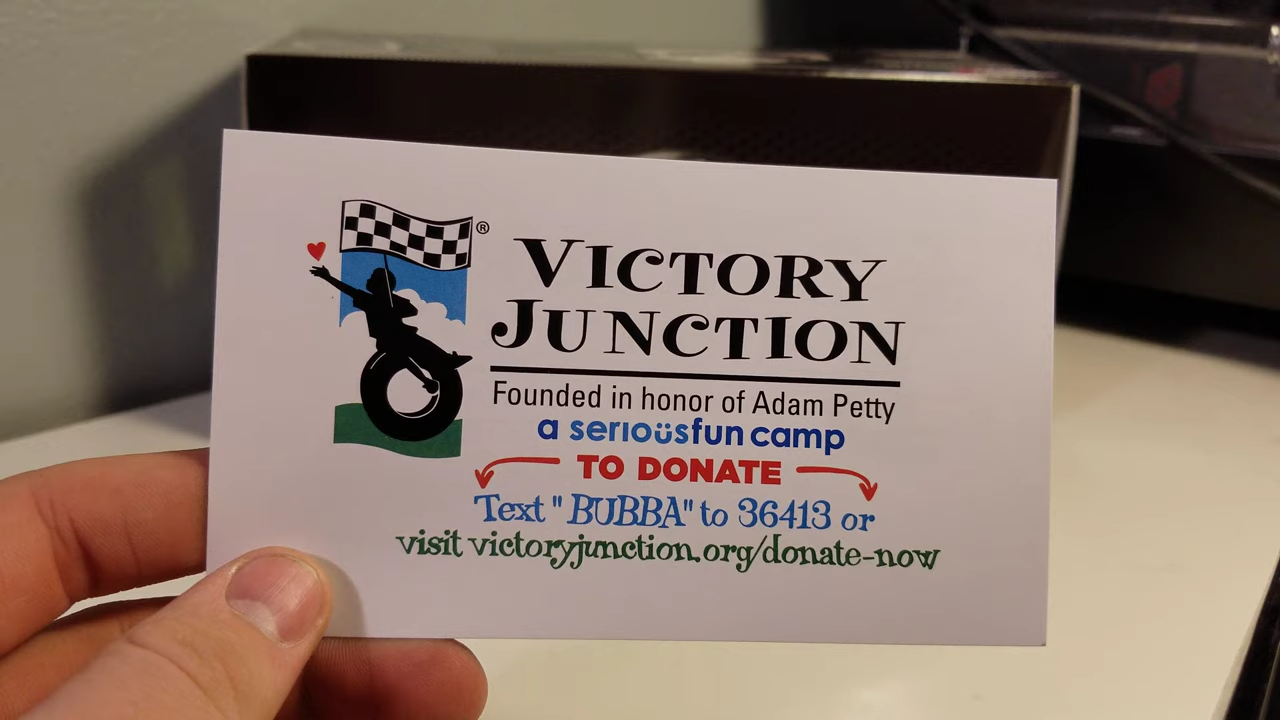 ®
VICTORY
JUNCTION
Founded in honor of Adam Petty
a seriöüsfun camp
TO DONATE
Text "BUBBA" to 36413 or
visit victoryjunction.org/donate-now